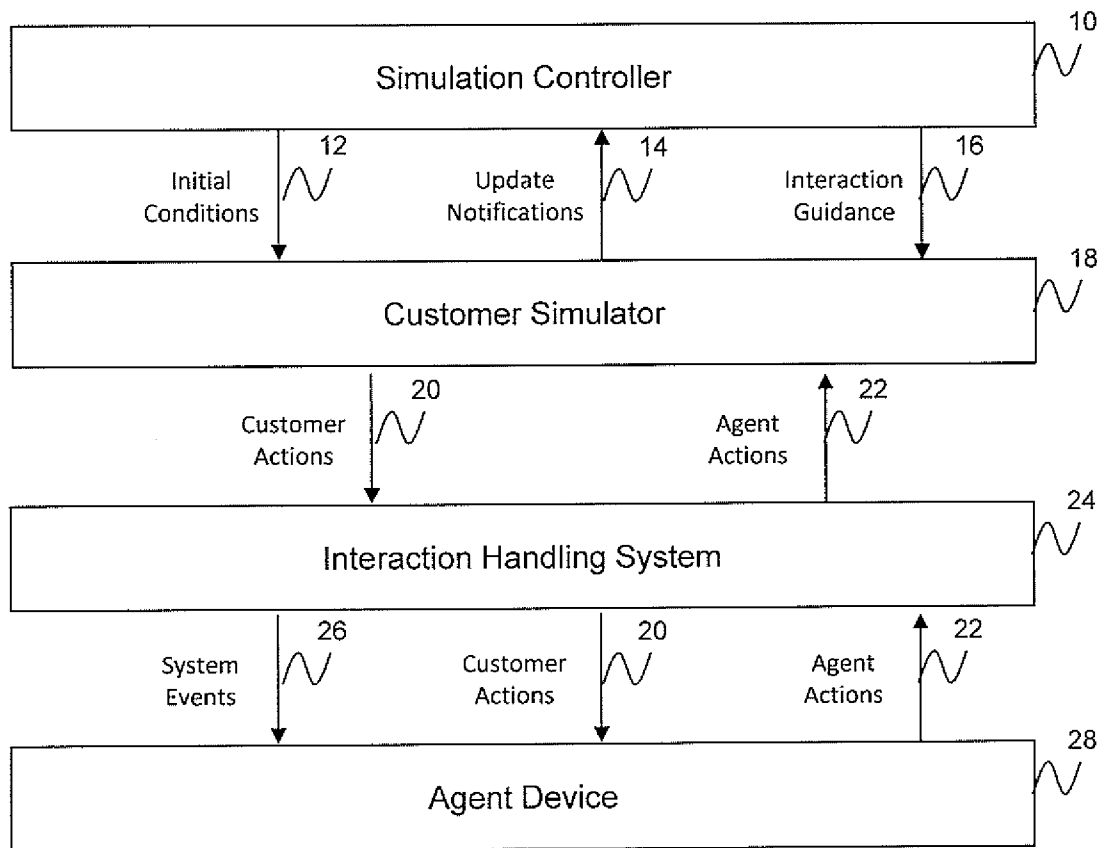 10
Simulation Controller
12
Initial
Conditions
14
Update
Notifications
16
Interaction
Guidance
18
Customer Simulator
20
Customer
Actions
22
Agent
Actions
24
Interaction Handling System
26
System
Events
20
Customer
Actions
22
Agent
Actions
28
Agent Device